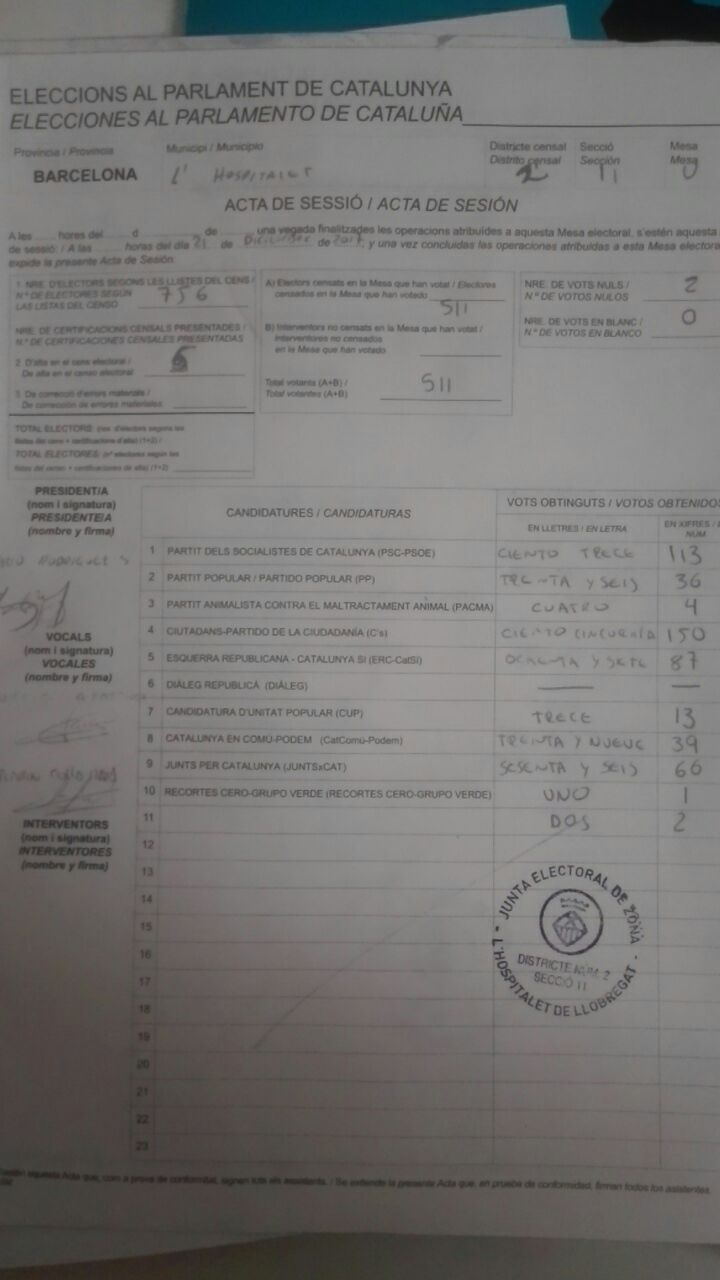 ELECCIONS AL PARLAMENT DE CATALUNYA
ELECCIONES AL PARLAMENTO DE CATALUÑA
Provincia / Provincia Municipi / Municipio Districte censal Secció Mesa
Distrito censal Sección Mesa
BARCELONA L' HOSPITALET 2 11 U
ACTA DE SESSIÓ / ACTA DE SESIÓN
A les hores del d de una vegada finalitzades les operacions atribuïdes a aquesta Mesa electoral, s'estén aquesta
de sessió: / A las horas del día 21 de DICIEMBRE de 2017, y una vez concluidas las operaciones atribuidas a esta Mesa electoral
expide la presente Acta de Sesión:
1. NRE. D'ELECTORS SEGONS LES LLISTES DEL CENS /
N.º DE ELECTORES SEGÚN
LAS LISTAS DEL CENSO 756
NRE. DE CERTIFICACIONS CENSALS PRESENTADES /
N.º DE CERTIFICACIONES CENSALES PRESENTADAS
2. D'alta en el cens electoral /
De alta en el censo electoral
3. De correcció d'errors materials /
De corrección de errores materiales
TOTAL ELECTORS: (nre. d'electors segons les
llistes del cens + certificacions d'alta) (1+2) /
TOTAL ELECTORES: (nº electores según las
listas del censo + certificaciones de alta) (1+2)
A) Electors censats en la Mesa que han votat / Electores
censados en la Mesa que han votado 511
B) Interventors no censats en la Mesa que han votat /
Interventores no censados
en la Mesa que han votado
Total votants (A+B) /
Total votantes (A+B) 511
NRE. DE VOTS NULS /
N.º DE VOTOS NULOS 2
NRE. DE VOTS EN BLANC /
N.º DE VOTOS EN BLANCO 0
PRESIDENT/A
(nom i signatura)
PRESIDENTE/A
(nombre y firma)
VOCALS
(nom i signatura)
VOCALES
(nombre y firma)
INTERVENTORS
(nom i signatura)
INTERVENTORES
(nombre y firma)
CANDIDATURES / CANDIDATURAS VOTS OBTINGUTS / VOTOS OBTENIDOS
EN LLETRES / EN LETRA EN XIFRES /
NÚM
1 PARTIT DELS SOCIALISTES DE CATALUNYA (PSC-PSOE) CIENTO TRECE 113
2 PARTIT POPULAR / PARTIDO POPULAR (PP) TREINTA Y SEIS 36
3 PARTIT ANIMALISTA CONTRA EL MALTRACTAMENT ANIMAL (PACMA) CUATRO 4
4 CIUTADANS-PARTIDO DE LA CIUDADANÍA (C's) CIENTO CINCUENTA 150
5 ESQUERRA REPUBLICANA - CATALUNYA SÍ (ERC-CatSí) OCHENTA Y SIETE 87
6 DIÀLEG REPUBLICÀ (DIÀLEG) — —
7 CANDIDATURA D'UNITAT POPULAR (CUP) TRECE 13
8 CATALUNYA EN COMÚ-PODEM (CatComú-Podem) TREINTA Y NUEVE 39
9 JUNTS PER CATALUNYA (JUNTSxCAT) SESENTA Y SEIS 66
10 RECORTES CERO-GRUPO VERDE (RECORTES CERO-GRUPO VERDE) UNO 1
11 DOS 2
12
13
14
15
16
17
18
19
20
21
22
23
JUNTA ELECTORAL DE ZONA
DISTRICTE NÚM. 2
SECCIÓ 11
L'HOSPITALET DE LLOBREGAT
aquesta Acta que, com a prova de conformitat, signen tots els assistents. / Se extiende la presente Acta que, en prueba de conformidad, firman todos los asistentes.